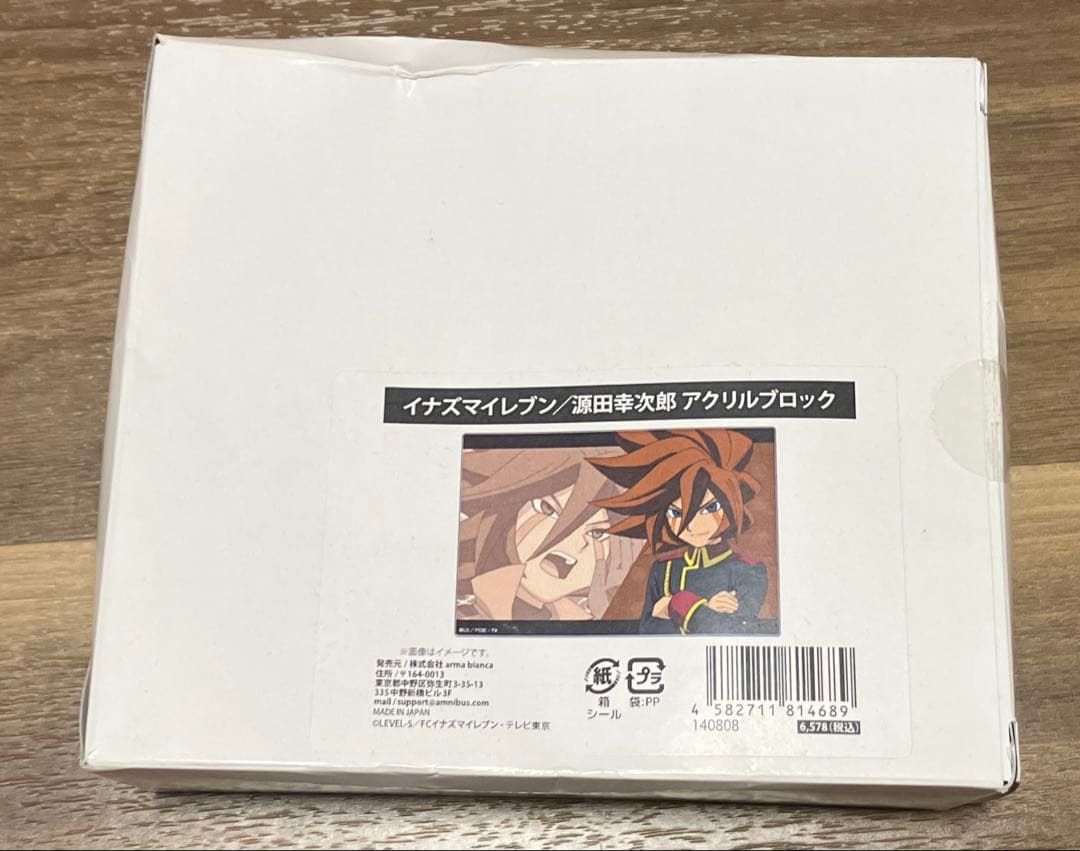 イナズマイレブン/源田幸次郎 アクリルブロック
※画像はイメージです。
発売元/株式会社 arma bianca
住所/〒164-0013
東京都中野区弥生町3-35-13
335中野新橋ビル3F
mail/support@amnibus.com
MADE IN JAPAN
©LEVEL-5/FCイナズマイレブン・テレビ東京
紙
箱
シール
プラ
袋:PP
4 582711 814689
140808
6,578(税込)